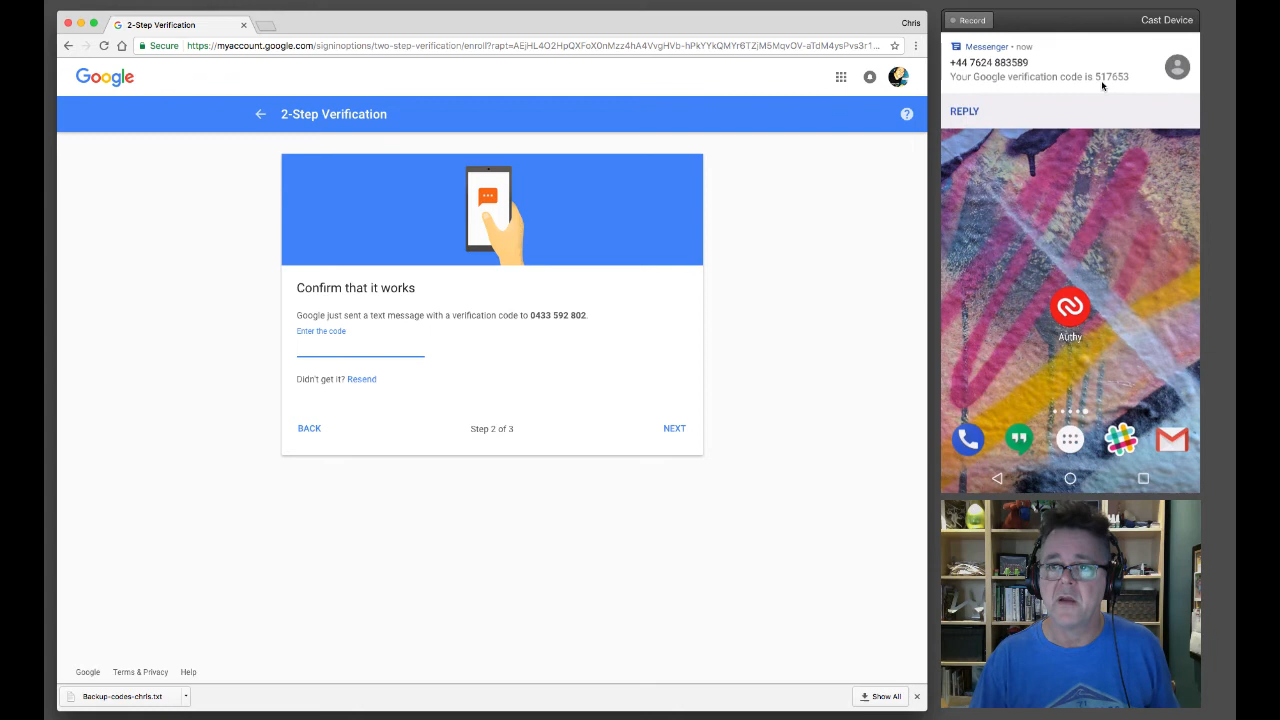 2-Step Verification
Chris
Secure
https://myaccount.google.com/signinoptions/two-step-verification/enroll?rapt=
Google
2-Step Verification
Confirm that it works
Google just sent a text message with a verification code to 0433 592 802.
Enter the code
Didn't get it? Resend
BACK
Step 2 of 3
NEXT
Google
Terms & Privacy
Help
Backup-codes-chris.txt
Show All
Record
Cast Device
Messenger • now
+44 7624 883589
Your Google verification code is 517653
REPLY
Authy